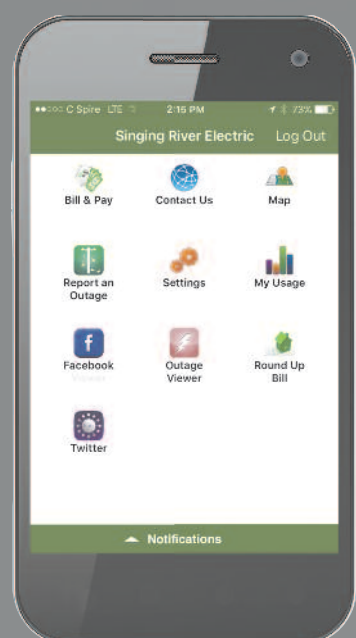 C Spire LTE 2:15 PM 73%
Singing River Electric Log Out
Bill & Pay Contact Us Map
Report an Settings My Usage
Outage
Facebook Outage Round Up
Viewer Viewer Bill
Twitter
Notifications